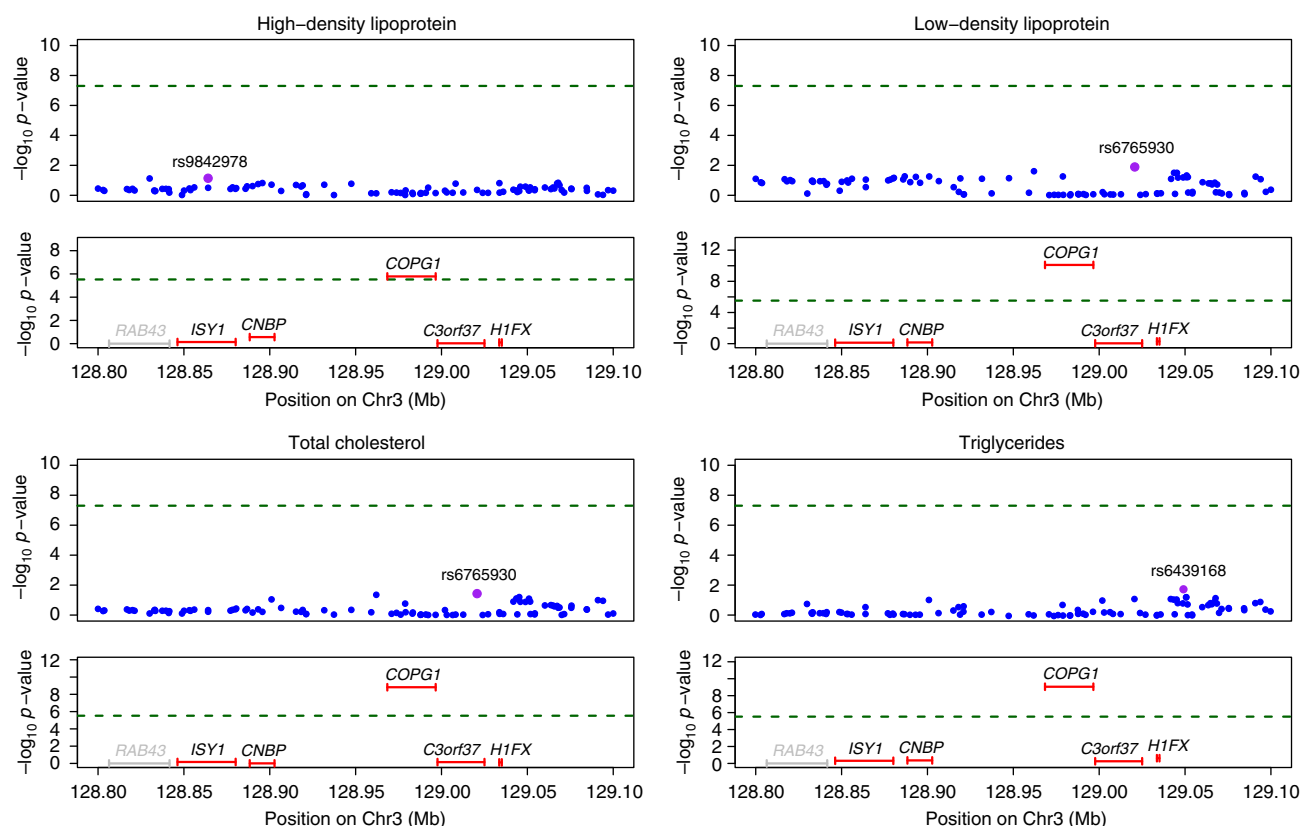 High−density lipoprotein
−log10 p−value
10
8
6
4
2
0
rs9842978
−log10 p−value
8
6
4
2
0
RAB43
ISY1
CNBP
COPG1
C3orf37
H1FX
128.80 128.85 128.90 128.95 129.00 129.05 129.10
Position on Chr3 (Mb)
Low−density lipoprotein
−log10 p−value
10
8
6
4
2
0
rs6765930
−log10 p−value
12
8
4
0
RAB43
ISY1
CNBP
COPG1
C3orf37
H1FX
128.80 128.85 128.90 128.95 129.00 129.05 129.10
Position on Chr3 (Mb)
Total cholesterol
−log10 p−value
10
8
6
4
2
0
rs6765930
−log10 p−value
12
8
6
4
2
0
RAB43
ISY1
CNBP
COPG1
C3orf37
H1FX
128.80 128.85 128.90 128.95 129.00 129.05 129.10
Position on Chr3 (Mb)
Triglycerides
−log10 p−value
10
8
6
4
2
0
rs6439168
−log10 p−value
12
10
8
6
4
2
0
RAB43
ISY1
CNBP
COPG1
C3orf37
H1FX
128.80 128.85 128.90 128.95 129.00 129.05 129.10
Position on Chr3 (Mb)